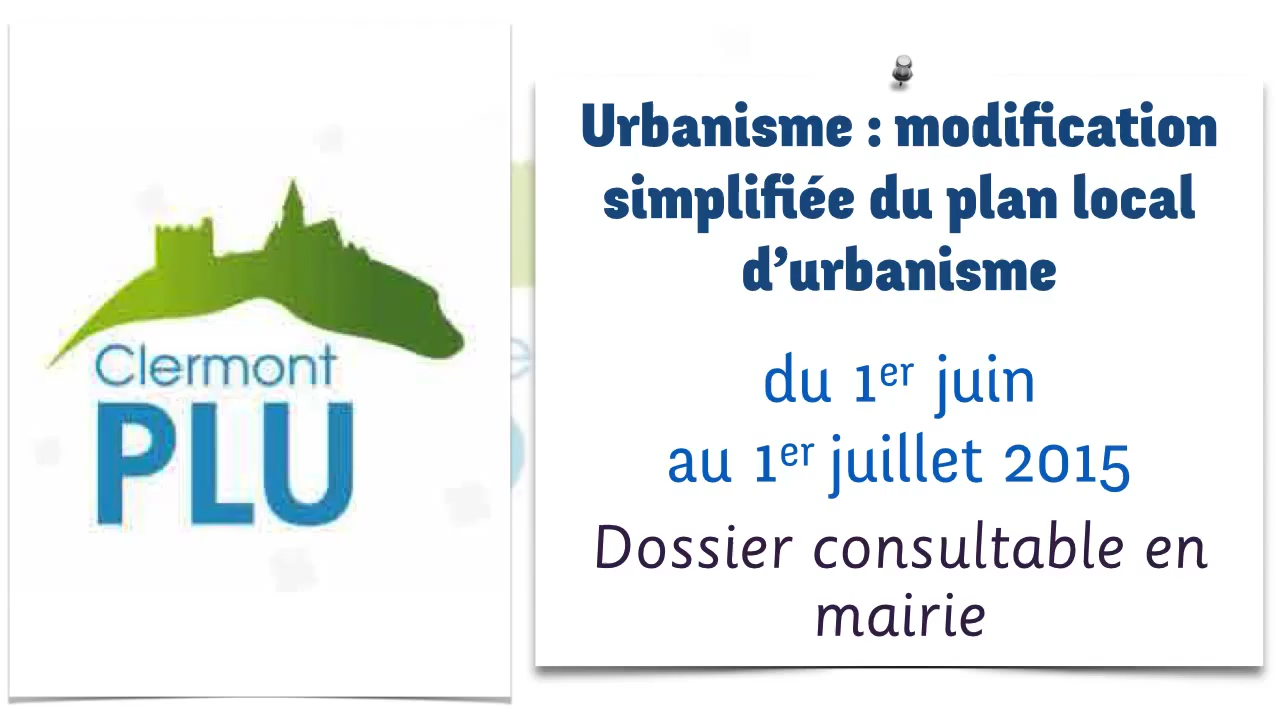 Clermont
PLU
Urbanisme : modification
simplifiée du plan local
d’urbanisme
du 1er juin
au 1er juillet 2015
Dossier consultable en
mairie